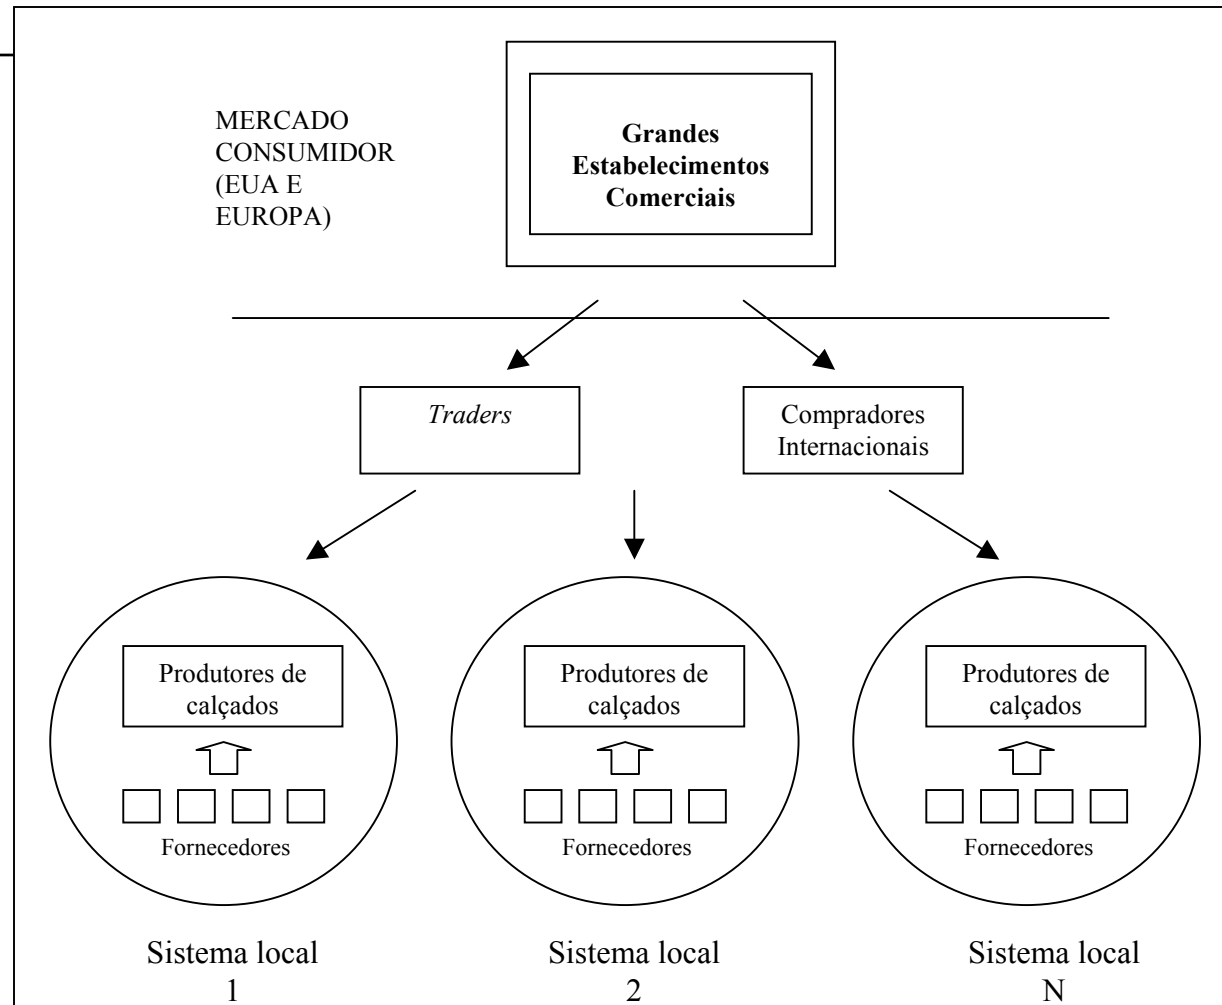 MERCADO
CONSUMIDOR
(EUA E
EUROPA)
Grandes
Estabelecimentos
Comerciais
Traders
Compradores
Internacionais
Produtores de
calçados
Fornecedores
Sistema local
1
Produtores de
calçados
Fornecedores
Sistema local
2
Produtores de
calçados
Fornecedores
Sistema local
N